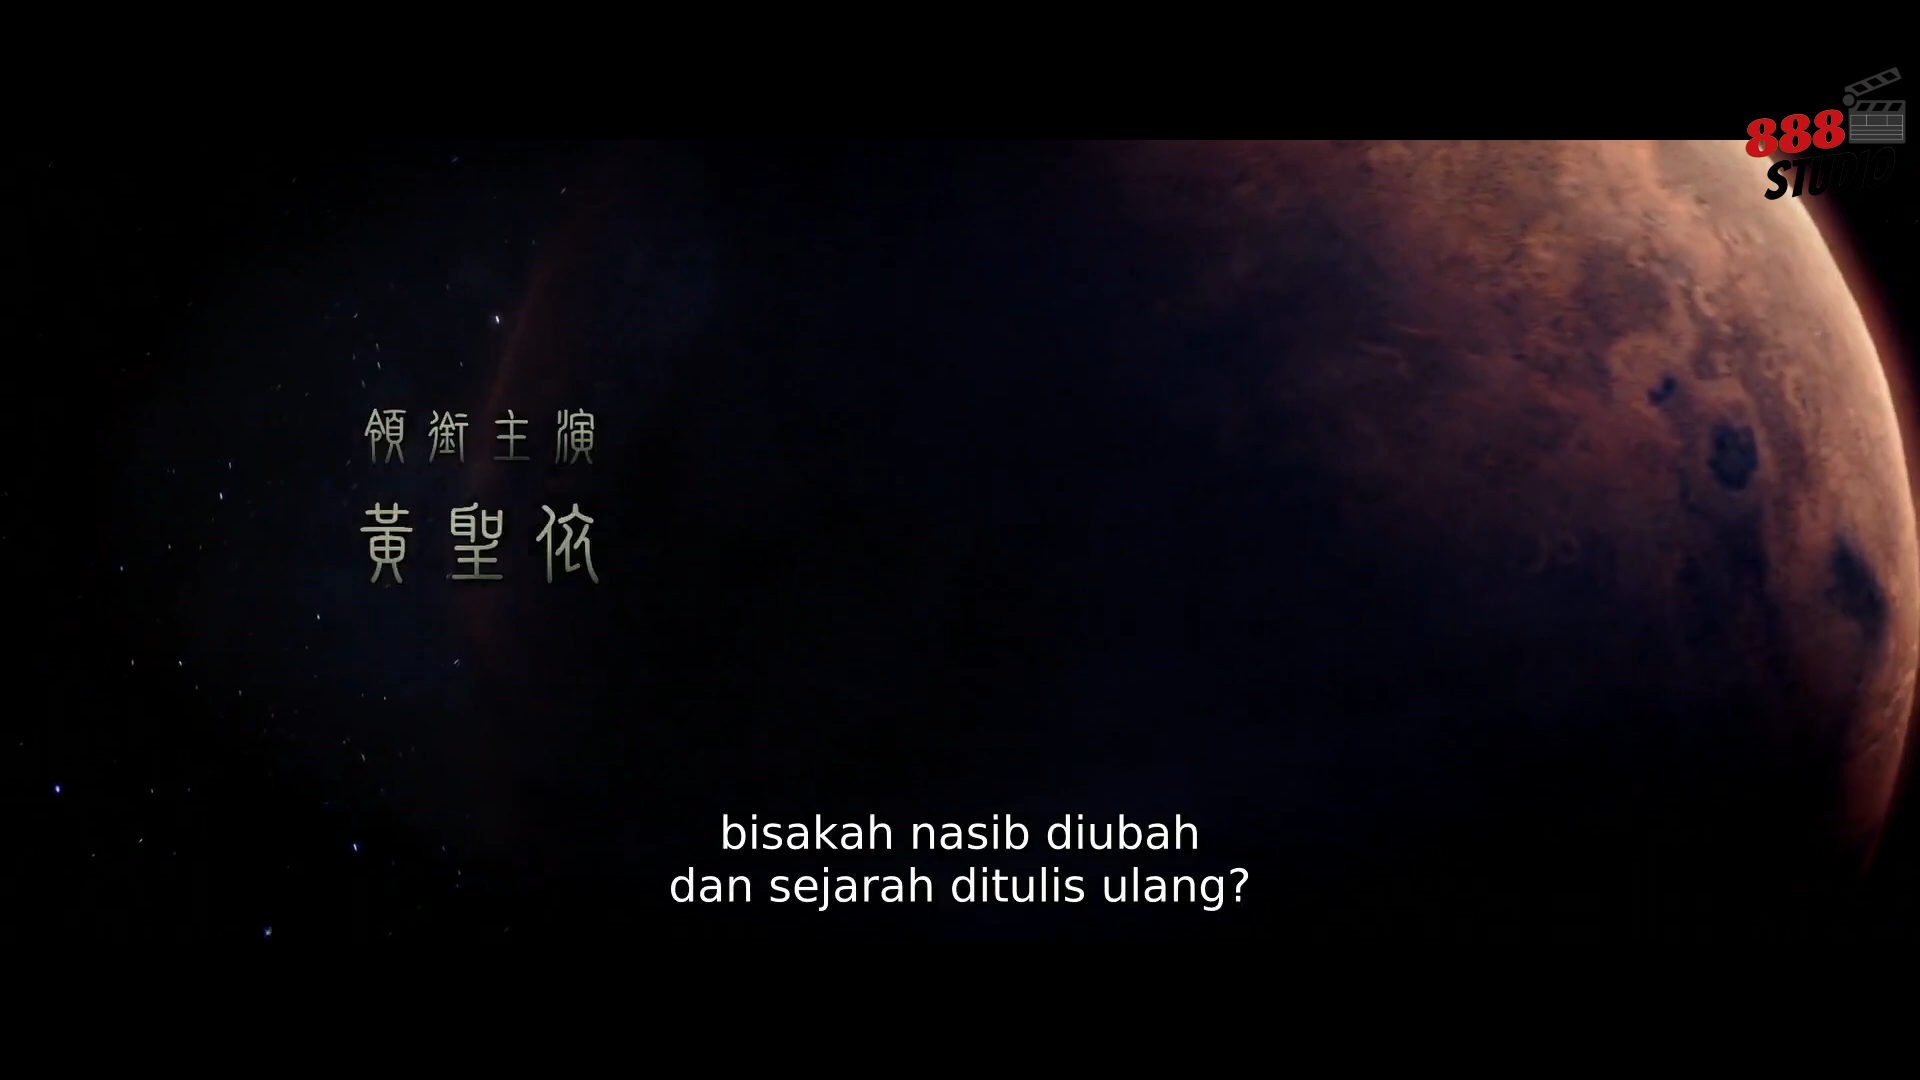 888
STUDIO
領銜主演
黃聖依
bisakah nasib diubah
dan sejarah ditulis ulang?